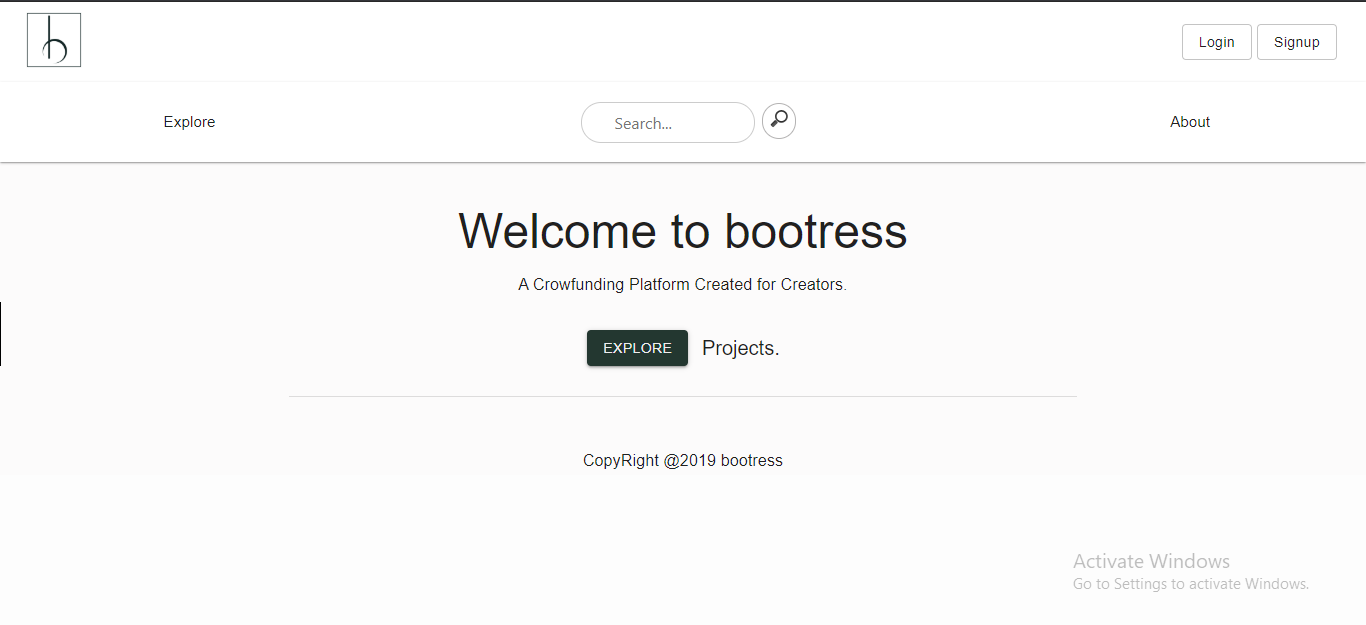 b
Login Signup
Explore Search... About
Welcome to bootress
A Crowfunding Platform Created for Creators.
EXPLORE Projects.
CopyRight @2019 bootress
Activate Windows
Go to Settings to activate Windows.